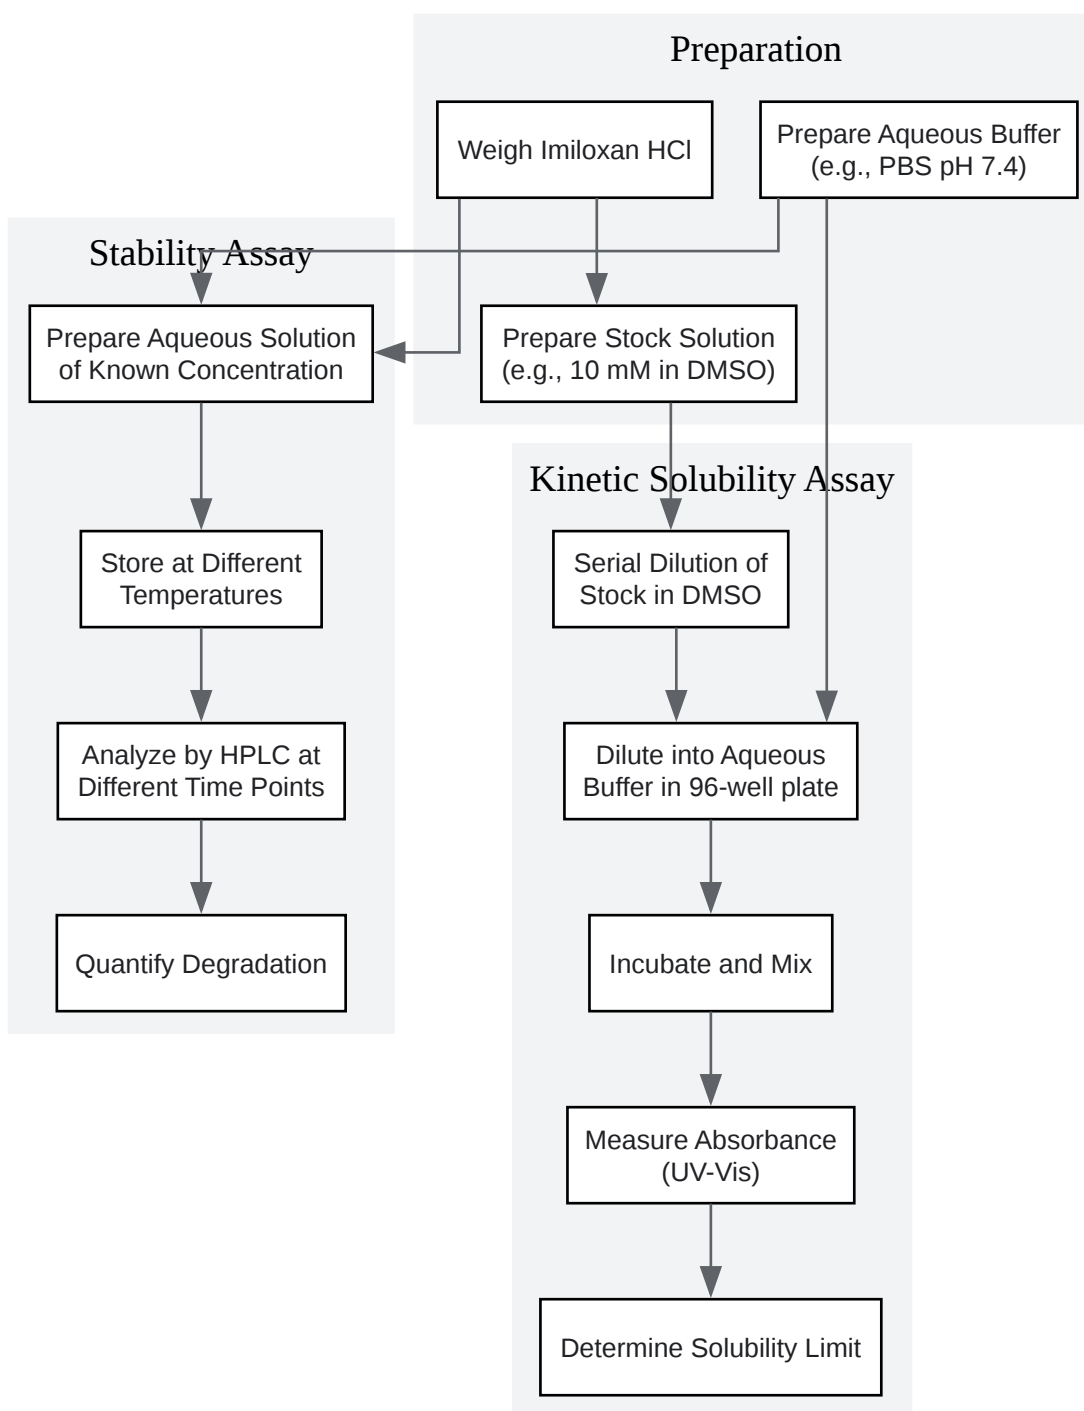 Preparation
Weigh Imiloxan HCl
Prepare Aqueous Buffer
(e.g., PBS pH 7.4)
Stability Assay
Prepare Aqueous Solution
of Known Concentration
Prepare Stock Solution
(e.g., 10 mM in DMSO)
Kinetic Solubility Assay
Store at Different
Temperatures
Serial Dilution of
Stock in DMSO
Analyze by HPLC at
Different Time Points
Dilute into Aqueous
Buffer in 96-well plate
Quantify Degradation
Incubate and Mix
Measure Absorbance
(UV-Vis)
Determine Solubility Limit